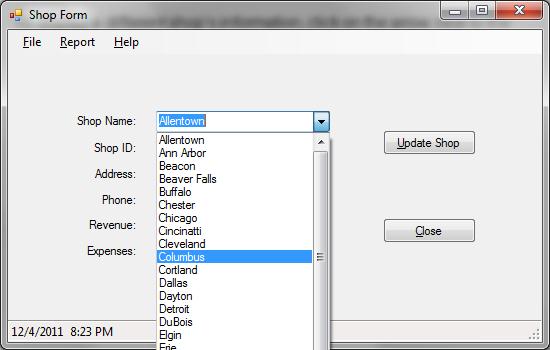 Shop Form
File Report Help
Shop Name: Allentown
Update Shop
Shop ID:
Address:
Phone:
Revenue:
Expenses:
Allentown
Ann Arbor
Beacon
Beaver Falls
Buffalo
Chester
Chicago
Cincinatti
Cleveland
Columbus
Cortland
Dallas
Dayton
Detroit
DuBois
Elgin
Erie
Close
12/4/2011 8:23 PM